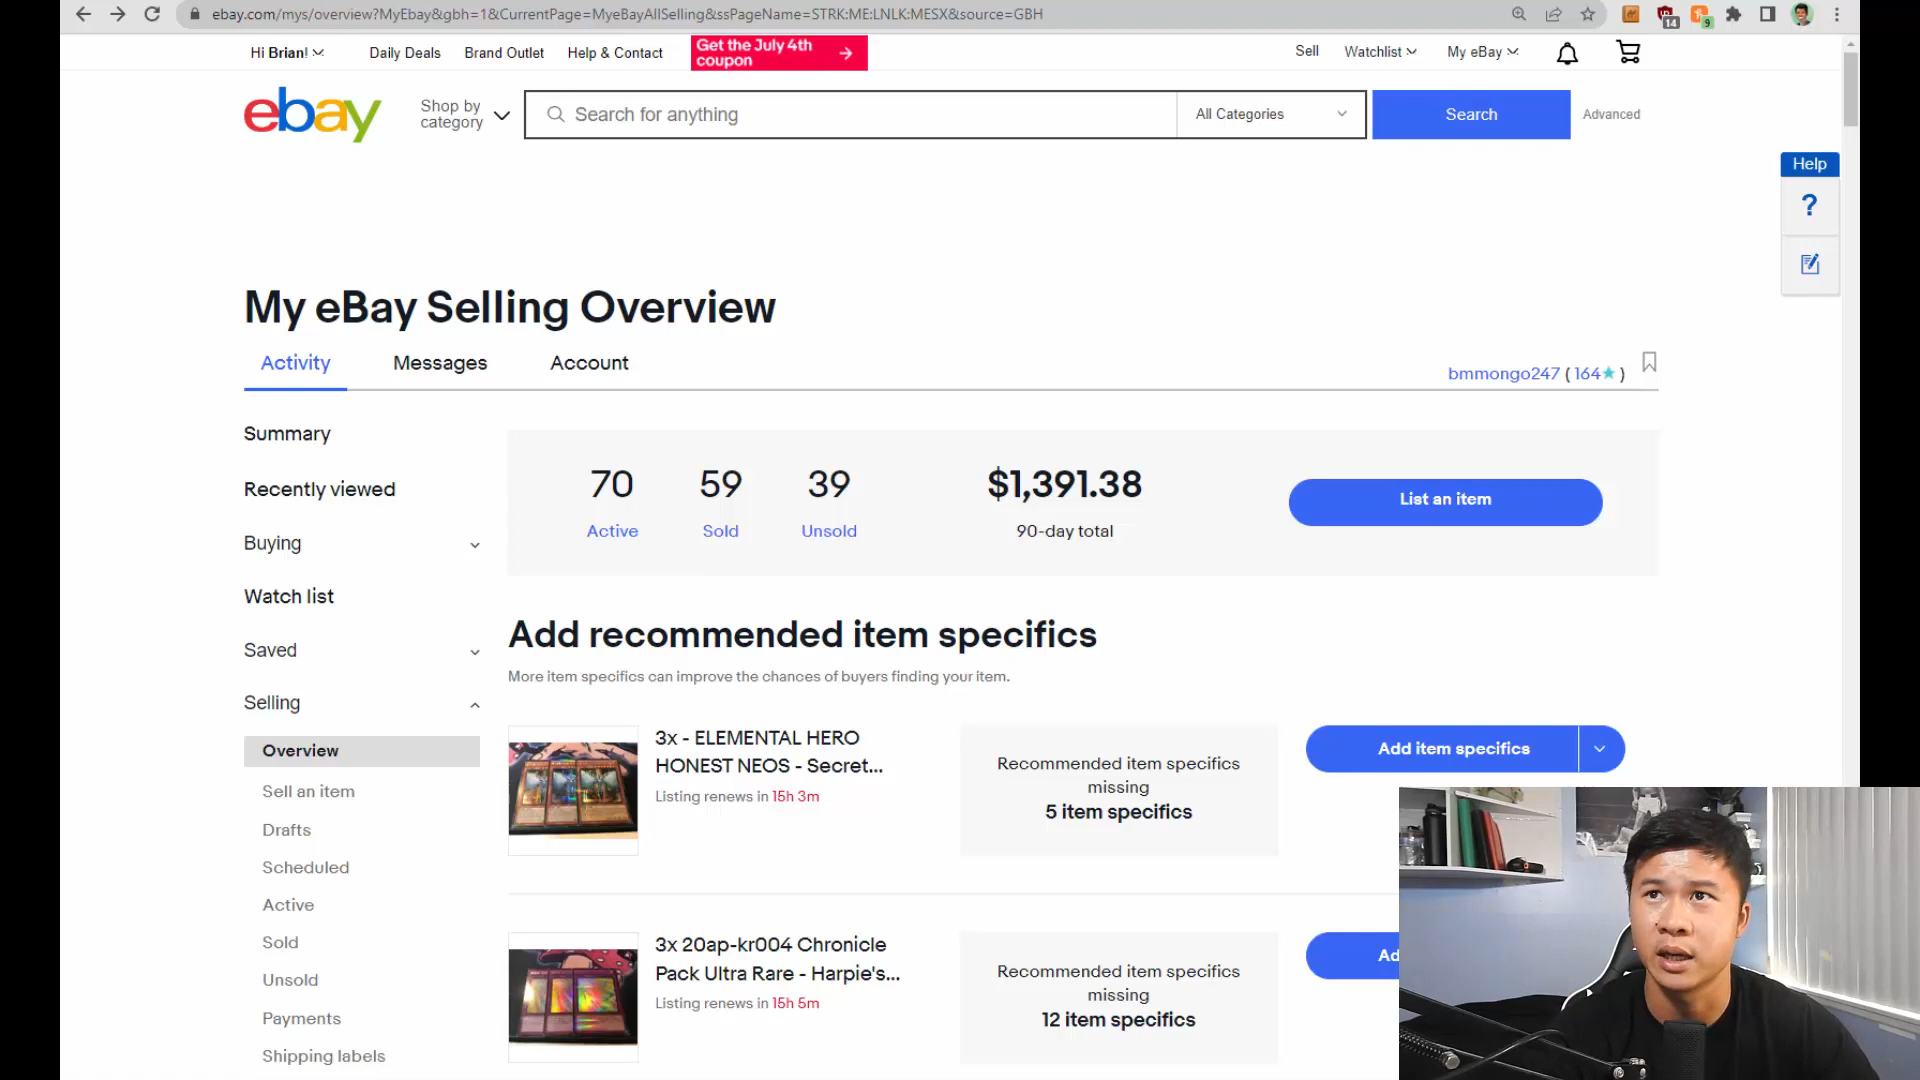 ebay.com/mys/overview?MyEbay&gbh=1&CurrentPage=MyeBayAllSelling&ssPageName=STRK:ME:LNLK:MESX&source=GBH
14
9
Hi Brian!
Daily Deals
Brand Outlet
Help & Contact
Get the July 4th
coupon
Sell
Watchlist
My eBay
ebay
Shop by
category
Search for anything
All Categories
Search
Advanced
Help
?
My eBay Selling Overview
Activity
Messages
Account
bmmongo247 ( 164 )
Summary
Recently viewed
Buying
Watch list
Saved
Selling
Overview
Sell an item
Drafts
Scheduled
Active
Sold
Unsold
Payments
Shipping labels
70
Active
59
Sold
39
Unsold
$1,391.38
90-day total
List an item
Add recommended item specifics
More item specifics can improve the chances of buyers finding your item.
3x - ELEMENTAL HERO
HONEST NEOS - Secret...
Listing renews in 15h 3m
Recommended item specifics
missing
5 item specifics
Add item specifics
3x 20ap-kr004 Chronicle
Pack Ultra Rare - Harpie's...
Listing renews in 15h 5m
Recommended item specifics
missing
12 item specifics
Ad